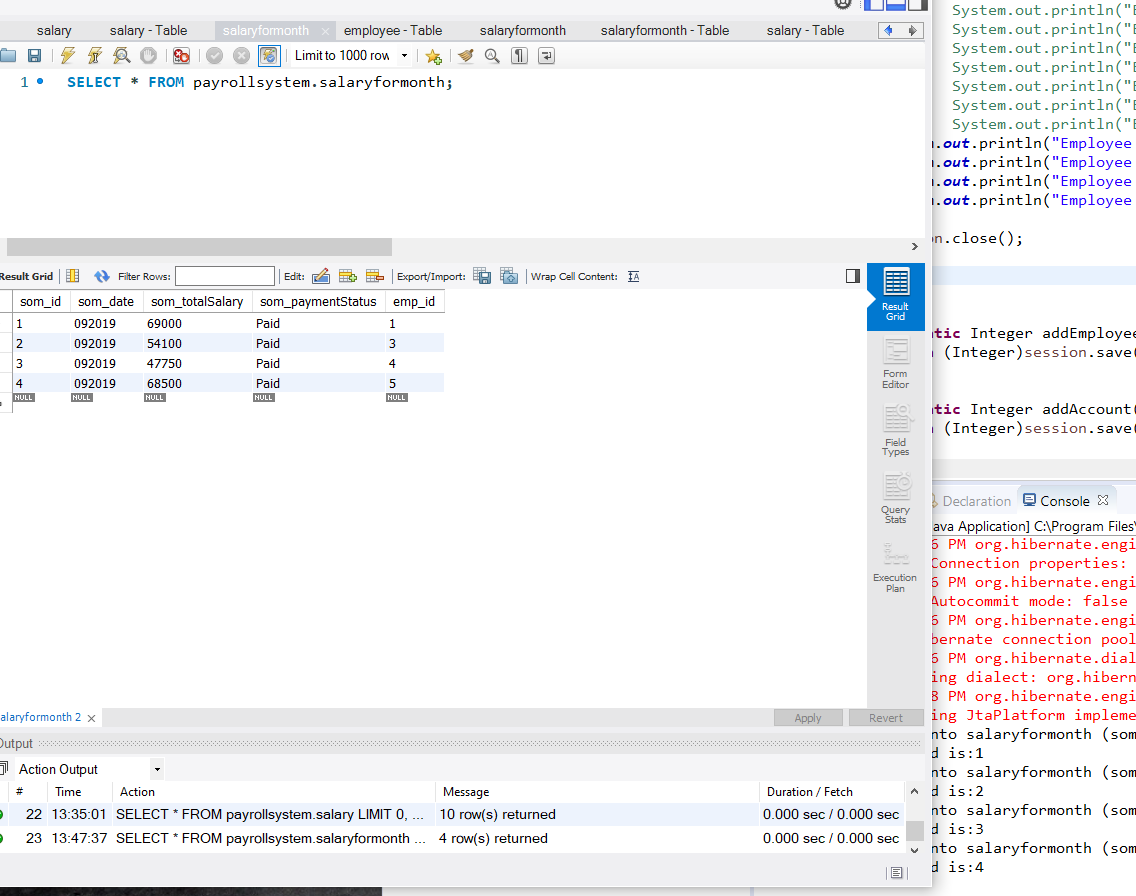 salary salary - Table salaryformonth employee - Table salaryformonth salaryformonth - Table salary - Table
Limit to 1000 row
1 SELECT * FROM payrollsystem.salaryformonth;
Result Grid Filter Rows: Edit: Export/Import: Wrap Cell Content:
som_id som_date som_totalSalary som_paymentStatus emp_id
1 092019 69000 Paid 1
2 092019 54100 Paid 3
3 092019 47750 Paid 4
4 092019 68500 Paid 5
NULL NULL NULL NULL NULL
Result
Grid
Form
Editor
Field
Types
Query
Stats
Execution
Plan
alaryformonth 2
Apply Revert
Output
Action Output
# Time Action Message Duration / Fetch
22 13:35:01 SELECT * FROM payrollsystem.salary LIMIT 0, ... 10 row(s) returned 0.000 sec / 0.000 sec
23 13:47:37 SELECT * FROM payrollsystem.salaryformonth ... 4 row(s) returned 0.000 sec / 0.000 sec
System.out.println("E
System.out.println("E
System.out.println("E
System.out.println("E
System.out.println("E
System.out.println("E
System.out.println("E
.out.println("Employee
.out.println("Employee
.out.println("Employee
.out.println("Employee
n.close();
tic Integer addEmployee
(Integer)session.save(
tic Integer addAccount(
(Integer)session.save(
Declaration Console
ava Application] C:\Program Files\
6 PM org.hibernate.engi
Connection properties:
6 PM org.hibernate.engi
Autocommit mode: false
6 PM org.hibernate.engi
bernate connection pool
6 PM org.hibernate.dial
ing dialect: org.hibern
8 PM org.hibernate.engi
ing JtaPlatform impleme
nto salaryformonth (som
d is:1
nto salaryformonth (som
d is:2
nto salaryformonth (som
d is:3
nto salaryformonth (som
d is:4